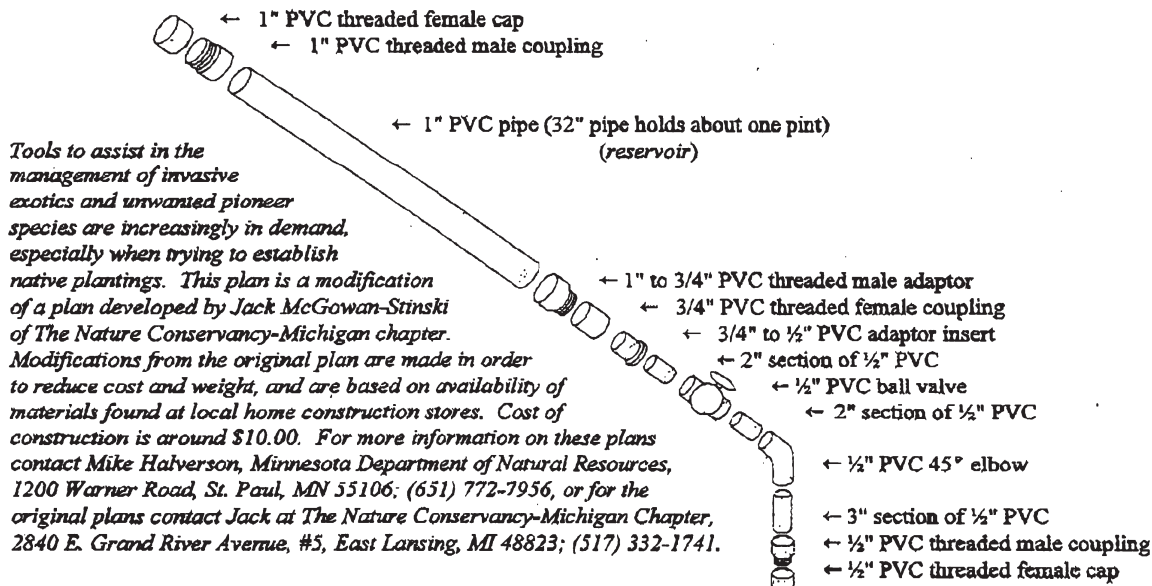 ← 1" PVC threaded female cap
← 1" PVC threaded male coupling
← 1" PVC pipe (32" pipe holds about one pint)
(reservoir)
Tools to assist in the
management of invasive
exotics and unwanted pioneer
species are increasingly in demand,
especially when trying to establish
native plantings. This plan is a modification
of a plan developed by Jack McGowan-Stinski
of The Nature Conservancy-Michigan chapter.
Modifications from the original plan are made in order
to reduce cost and weight, and are based on availability of
materials found at local home construction stores. Cost of
construction is around $10.00. For more information on these plans
contact Mike Halverson, Minnesota Department of Natural Resources,
1200 Warner Road, St. Paul, MN 55106; (651) 772-7956, or for the
original plans contact Jack at The Nature Conservancy-Michigan Chapter,
2840 E. Grand River Avenue, #5, East Lansing, MI 48823; (517) 332-1741.
← 1" to 3/4" PVC threaded male adaptor
← 3/4" PVC threaded female coupling
← 3/4" to ½" PVC adaptor insert
← 2" section of ½" PVC
← ½" PVC ball valve
← 2" section of ½" PVC
← ½" PVC 45° elbow
← 3" section of ½" PVC
← ½" PVC threaded male coupling
← ½" PVC threaded female cap